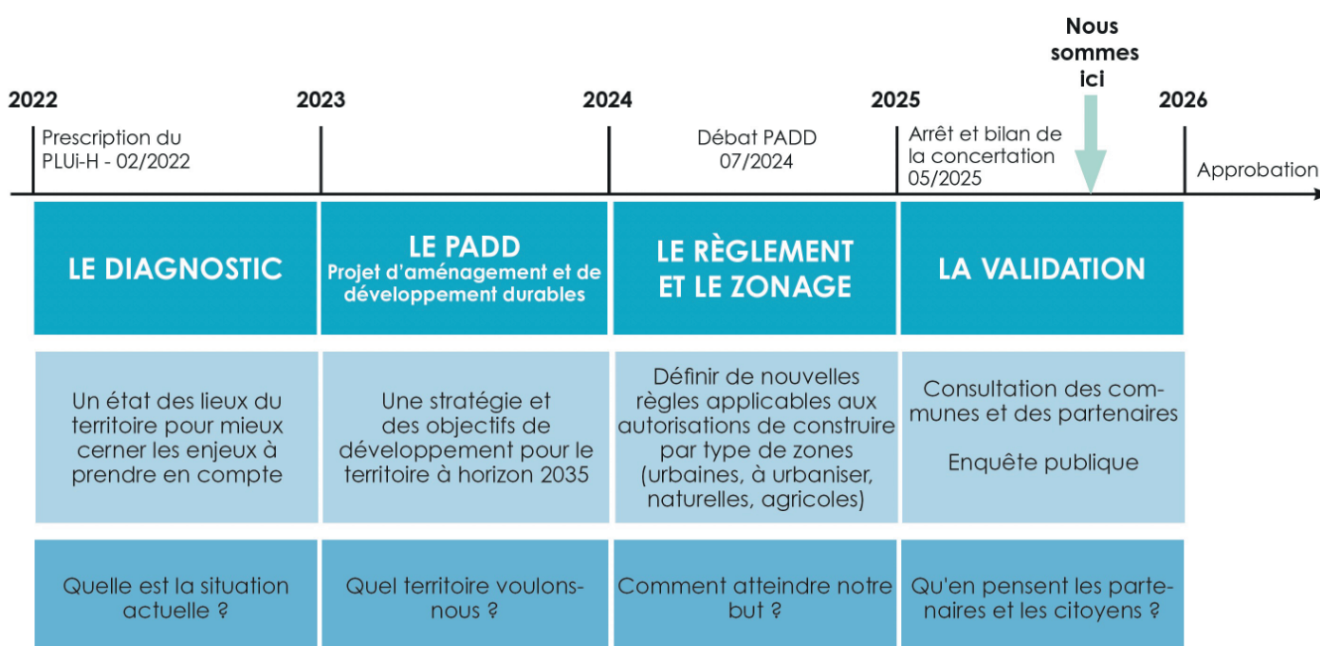 Nous
sommes
ici
2022
2023
2024
2025
2026
Prescription du
PLUi-H - 02/2022
Débat PADD
07/2024
Arrêt et bilan de
la concertation
05/2025
Approbation
LE DIAGNOSTIC
LE PADD
Projet d'aménagement et de
développement durables
LE RÈGLEMENT
ET LE ZONAGE
LA VALIDATION
Un état des lieux du
territoire pour mieux
cerner les enjeux à
prendre en compte
Une stratégie et
des objectifs de
développement pour le
territoire à horizon 2035
Définir de nouvelles
règles applicables aux
autorisations de construire
par type de zones
(urbaines, à urbaniser,
naturelles, agricoles)
Consultation des com-
munes et des partenaires
Enquête publique
Quelle est la situation
actuelle ?
Quel territoire voulons-
nous ?
Comment atteindre notre
but ?
Qu'en pensent les parte-
naires et les citoyens ?